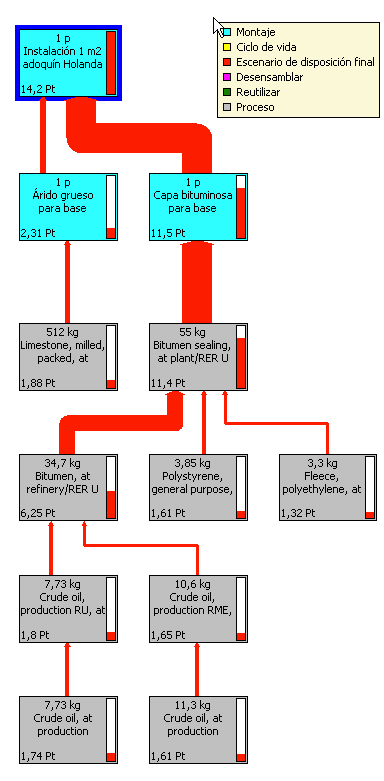 1 p
Instalación 1 m2
adoquín Holanda
14,2 Pt
Montaje
Ciclo de vida
Escenario de disposición final
Desensamblar
Reutilizar
Proceso
1 p
Árido grueso
para base
2,31 Pt
1 p
Capa bituminosa
para base
11,5 Pt
512 kg
Limestone, milled,
packed, at
1,88 Pt
55 kg
Bitumen sealing,
at plant/RER U
11,4 Pt
34,7 kg
Bitumen, at
refinery/RER U
6,25 Pt
3,85 kg
Polystyrene,
general purpose,
1,61 Pt
3,3 kg
Fleece,
polyethylene, at
1,32 Pt
7,73 kg
Crude oil,
production RU, at
1,8 Pt
10,6 kg
Crude oil,
production RME,
1,65 Pt
7,73 kg
Crude oil, at
production
1,74 Pt
11,3 kg
Crude oil, at
production
1,61 Pt